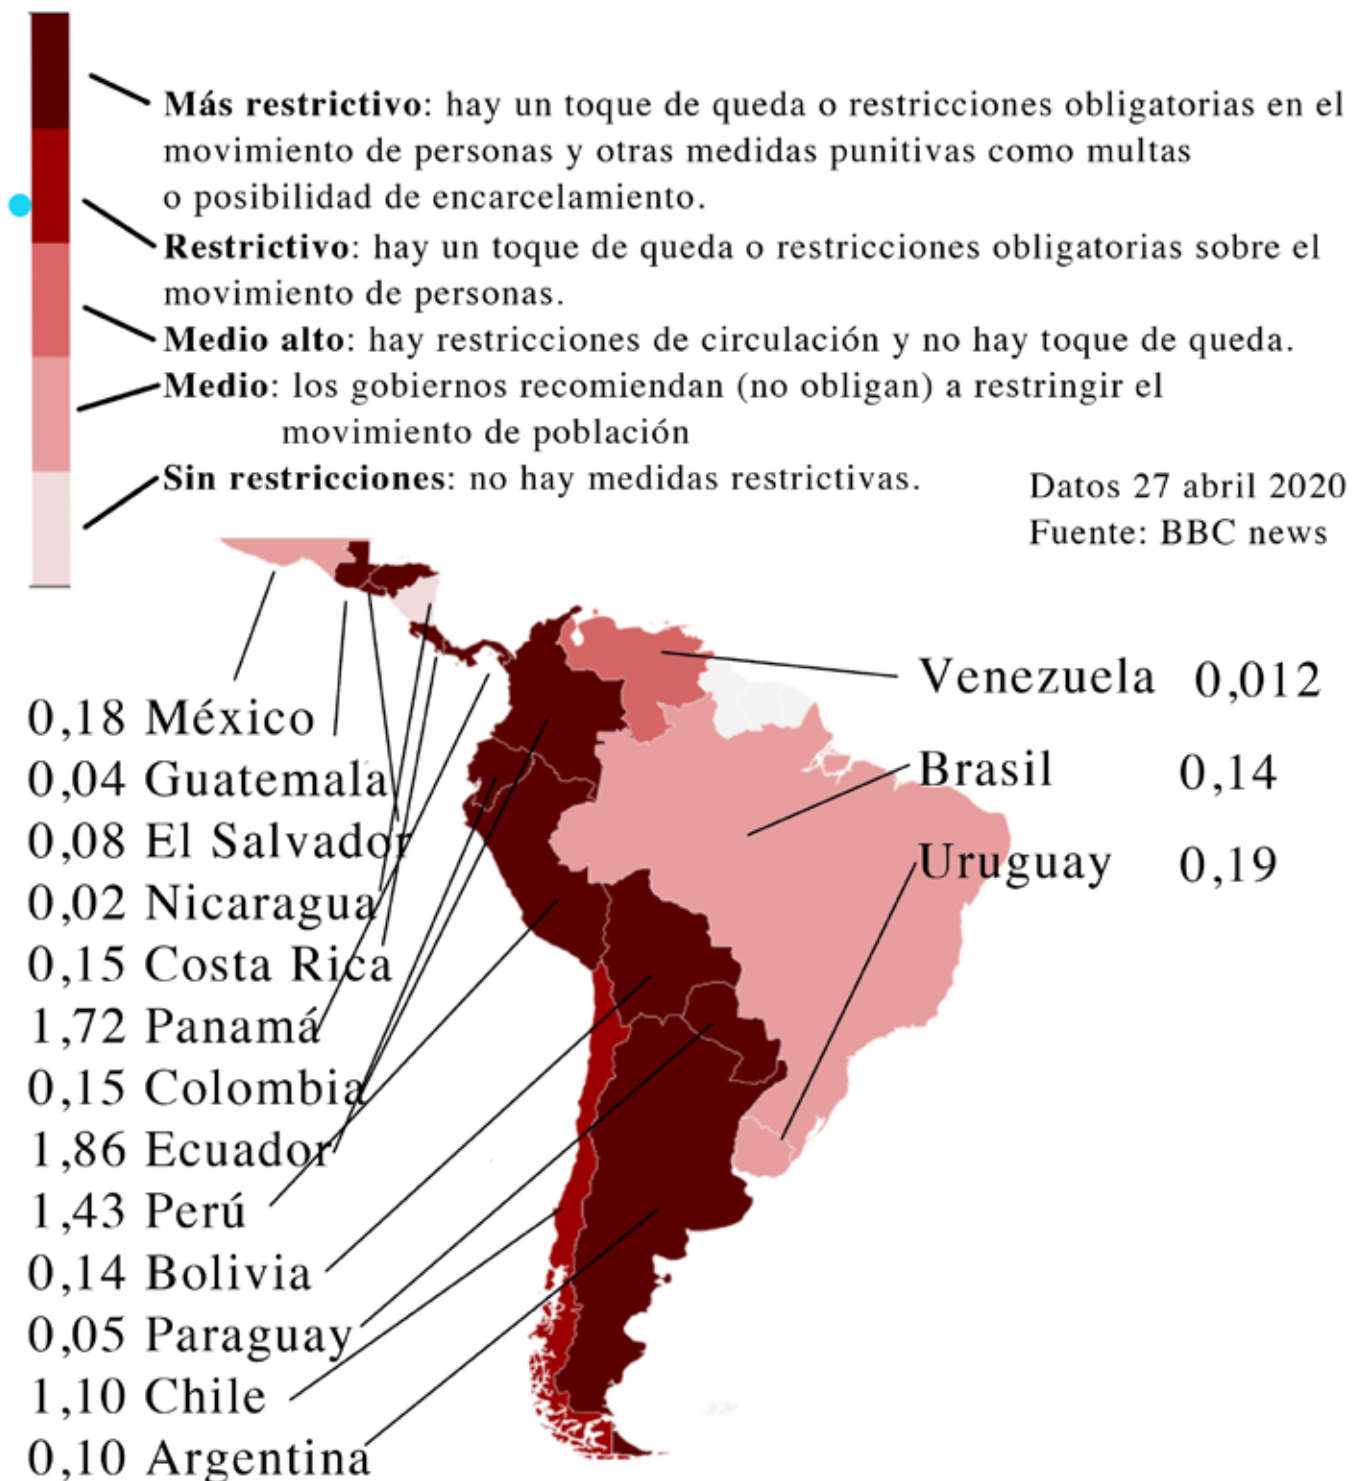 Más restrictivo: hay un toque de queda o restricciones obligatorias en el
movimiento de personas y otras medidas punitivas como multas
o posibilidad de encarcelamiento.
Restrictivo: hay un toque de queda o restricciones obligatorias sobre el
movimiento de personas.
Medio alto: hay restricciones de circulación y no hay toque de queda.
Medio: los gobiernos recomiendan (no obligan) a restringir el
movimiento de población
Sin restricciones: no hay medidas restrictivas.
Datos 27 abril 2020
Fuente: BBC news
0,18 México
0,04 Guatemala
0,08 El Salvador
0,02 Nicaragua
0,15 Costa Rica
1,72 Panamá
0,15 Colombia
1,86 Ecuador
1,43 Perú
0,14 Bolivia
0,05 Paraguay
1,10 Chile
0,10 Argentina
Venezuela 0,012
Brasil 0,14
Uruguay 0,19